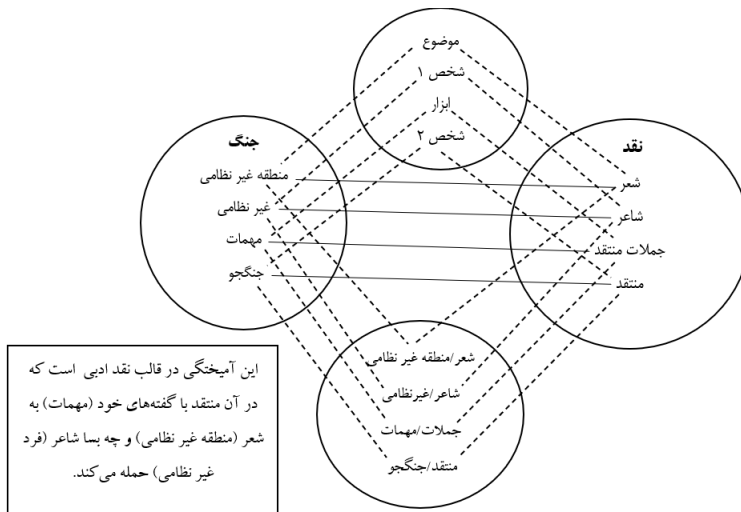 موضوع
شخص ۱
ابزار
شخص ۲
نقد
شعر
شاعر
جملات منتقد
منتقد
جنگ
منطقه غیر نظامی
غیر نظامی
مهمات
جنگجو
شعر/منطقه غیر نظامی
شاعر/غیرنظامی
جملات/مهمات
منتقد/جنگجو
این آمیختگی در قالب نقد ادبی است که
در آن منتقد با گفته‌های خود (مهمات) به
شعر (منطقه غیر نظامی) و چه بسا شاعر (فرد
غیر نظامی) حمله می‌کند.